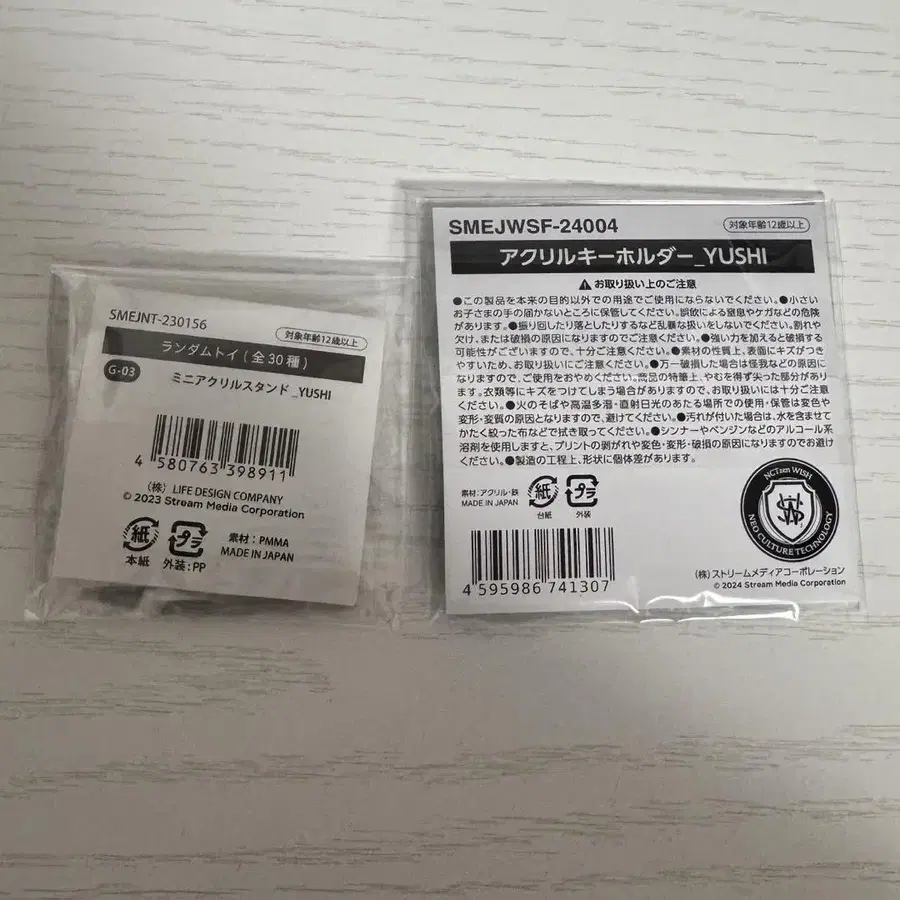 SMEJNT-230156
対象年齢12歳以上
ランダムトイ(全30種)
G-03
ミニアクリルスタンド_YUSHI
4 580763 398911
(株) LIFE DESIGN COMPANY
© 2023 Stream Media Corporation
紙
本紙
プラ
外装:PP
素材:PMMA
MADE IN JAPAN
SMEJWSF-24004
対象年齢12歳以上
アクリルキーホルダー_YUSHI
お取り扱い上のご注意
●この製品を本来の目的以外での用途でご使用にならないでください。●小さい
お子さまの手の届かないところに保管してください。誤飲による窒息やケガなどの危険
があります。●振り回したり落としたりするなど乱暴な扱いをしないでください。割れや
欠け、または破損の原因になりますのでご注意ください。●強い力を加えると破損する
可能性がございますので、十分ご注意ください。●素材の性質上、表面にキズがつき
やすいため、お取り扱いにご注意ください。●万一破損した場合は怪我などの原因に
なりますので、ご使用をおやめください。商品の特筆上、やむを得ず尖った部分がありま
す。衣類等にキズをつけてしまう場合がありますので、お取り扱いには十分ご注意
ください。●火のそばや高温多湿・直射日光のあたる場所での使用・保管は変色や
変形・変質の原因となりますので、避けてください。●汚れが付いた場合は、水を含ませて
かたく絞った布などで拭き取ってください。●シンナーやベンジンなどのアルコール系
溶剤を使用しますと、プリントの剥がれや変色・変形・破損の原因になりますのでお避け
ください。●製造の工程上、形状に個体差があります。
素材:アクリル・鉄
MADE IN JAPAN
紙
台紙
プラ
外装
4 595986 741307
NCT WISH
NEO CULTURE TECHNOLOGY
(株)ストリームメディアコーポレーション
© 2024 Stream Media Corporation